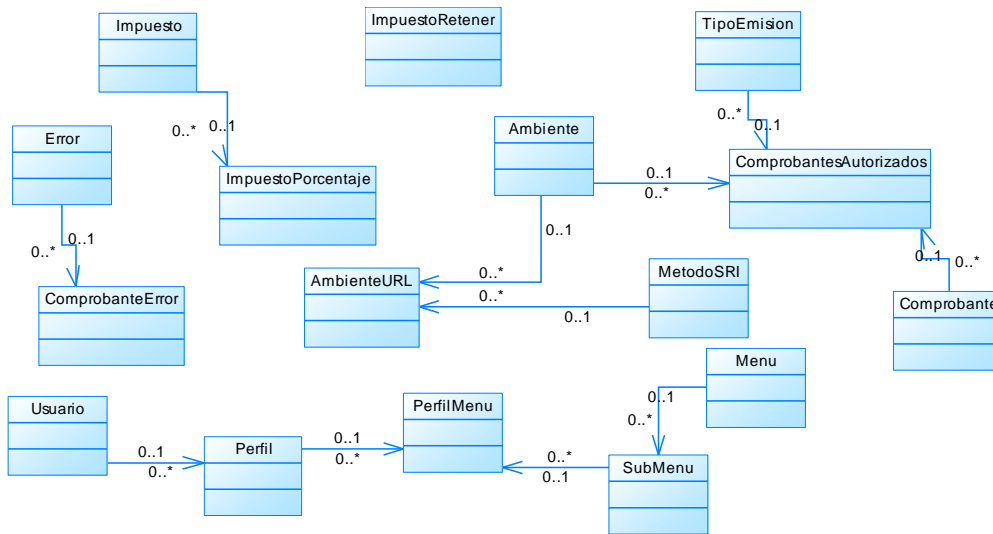 Impuesto
ImpuestoRetener
TipoEmision
0..*
0..1
0..*
0..1
Error
Ambiente
ComprobantesAutorizados
ImpuestoPorcentaje
0..1
0..*
0..1
0..*
0..1
0..1
0..*
ComprobanteError
AmbienteURL
0..*
0..*
0..1
MetodoSRI
Comprobante
Menu
Usuario
PerfilMenu
0..1
0..*
0..1
0..*
Perfil
0..1
0..*
0..*
0..1
SubMenu